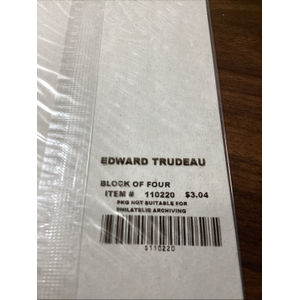 EDWARD TRUDEAU
BLOCK OF FOUR
ITEM # 110220 $3.04
PKG NOT SUITABLE FOR
PHILATELIC ARCHIVING
$110220